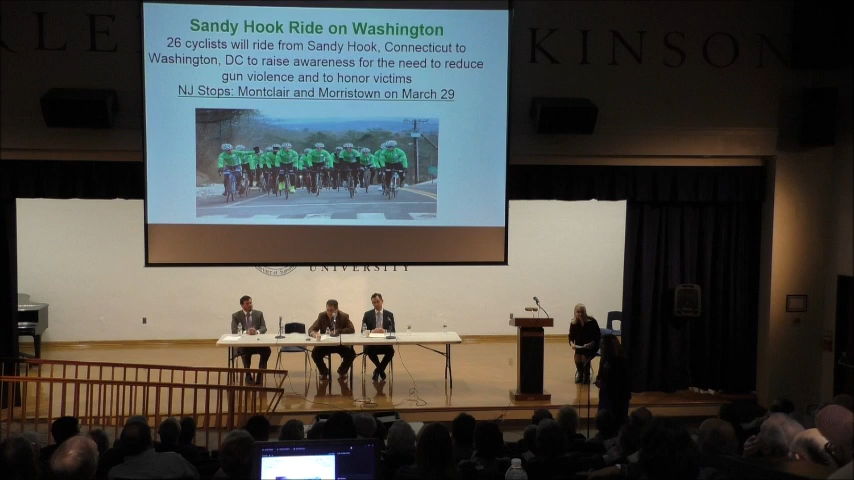 Sandy Hook Ride on Washington
26 cyclists will ride from Sandy Hook, Connecticut to
Washington, DC to raise awareness for the need to reduce
gun violence and to honor victims
NJ Stops: Montclair and Morristown on March 29
UNIVERSITY